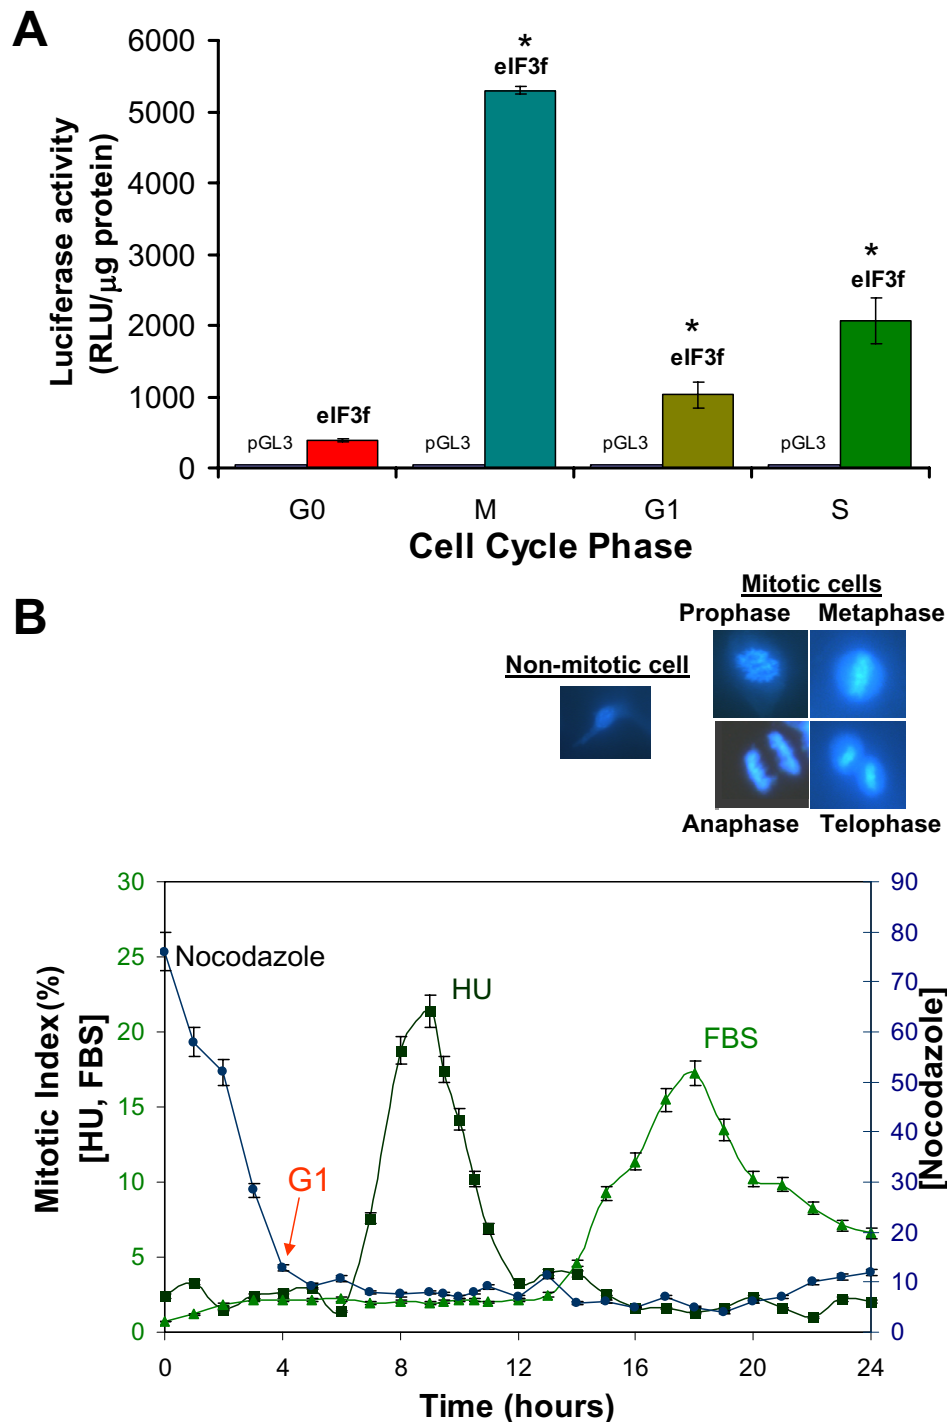 A
Luciferase activity
(RLU/μg protein)
6000
5000
4000
3000
2000
1000
0
pGL3
eIF3f
pGL3
*
eIF3f
pGL3
*
eIF3f
pGL3
*
eIF3f
G0
M
G1
S
Cell Cycle Phase
B
Non-mitotic cell
Mitotic cells
Prophase
Metaphase
Anaphase
Telophase
Mitotic Index(%)
[HU, FBS]
30
25
20
15
10
5
0
Nocodazole
G1
HU
FBS
90
80
70
60
50
40
30
20
10
0
[Nocodazole]
0
4
8
12
16
20
24
Time (hours)